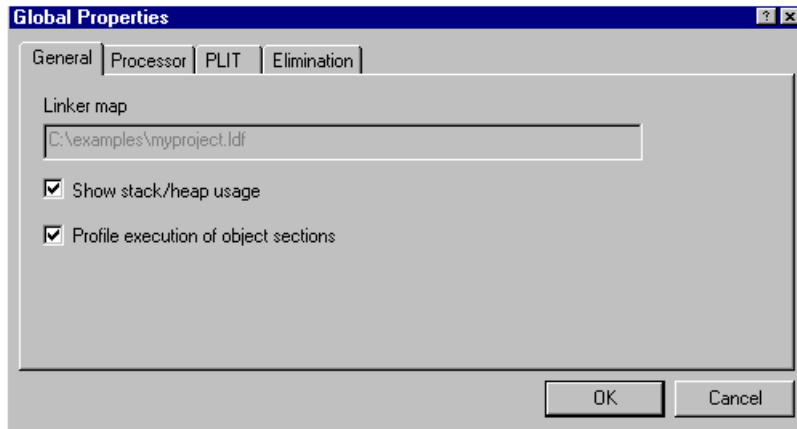 Global Properties
General Processor PLIT Elimination
Linker map
C:\examples\myproject.ldf
Show stack/heap usage
Profile execution of object sections
OK Cancel